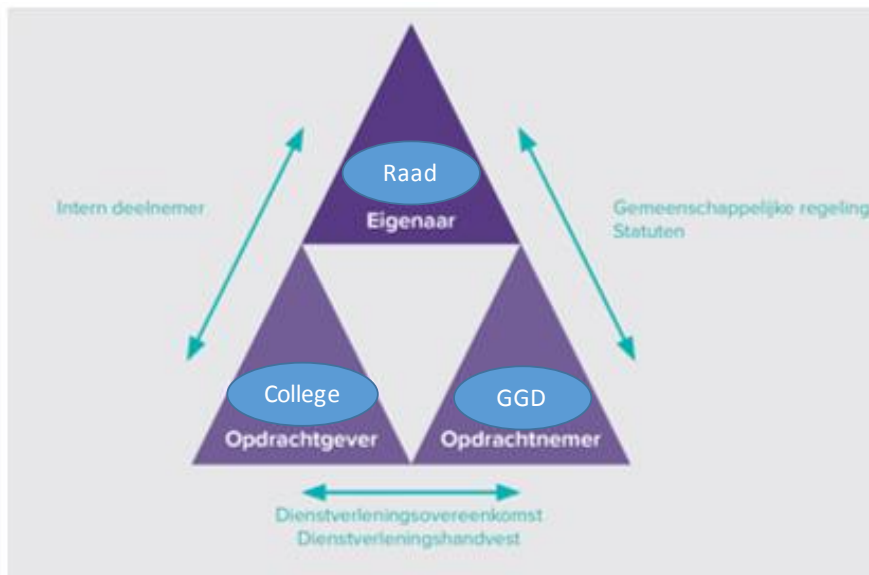 Raad
Eigenaar
Intern deelnemer
Gemeenschappelijke regeling
Statuten
College
Opdrachtgever
GGD
Opdrachtnemer
Dienstverleningsovereenkomst
Dienstverleningshandvest